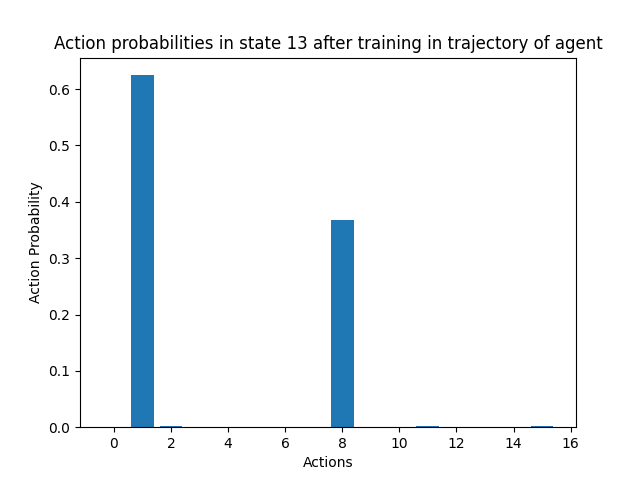 Action probabilities in state 13 after training in trajectory of agent
0.6
0.5
0.4
0.3
0.2
0.1
0.0
0 2 4 6 8 10 12 14 16
Action Probability
Actions